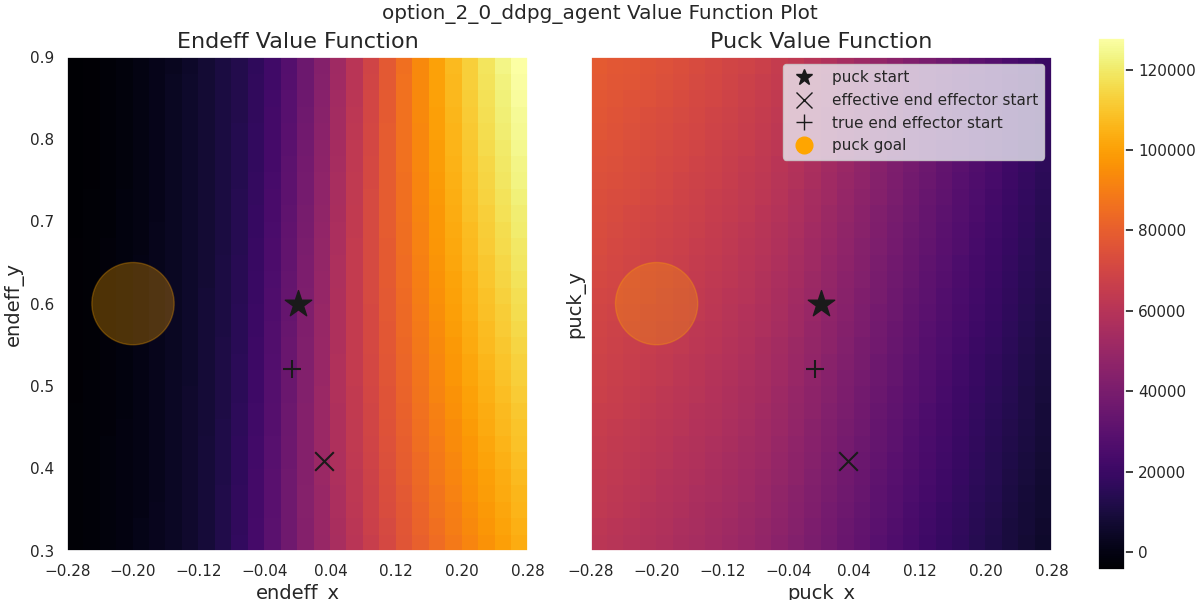 option_2_0_ddpg_agent Value Function Plot
Endeff Value Function
Puck Value Function
puck start
effective end effector start
true end effector start
puck goal
endeff_y
0.9
0.8
0.7
0.6
0.5
0.4
0.3
−0.28 −0.20 −0.12 −0.04 0.04 0.12 0.20 0.28
endeff_x
puck_y
−0.28 −0.20 −0.12 −0.04 0.04 0.12 0.20 0.28
puck_x
120000
100000
80000
60000
40000
20000
0